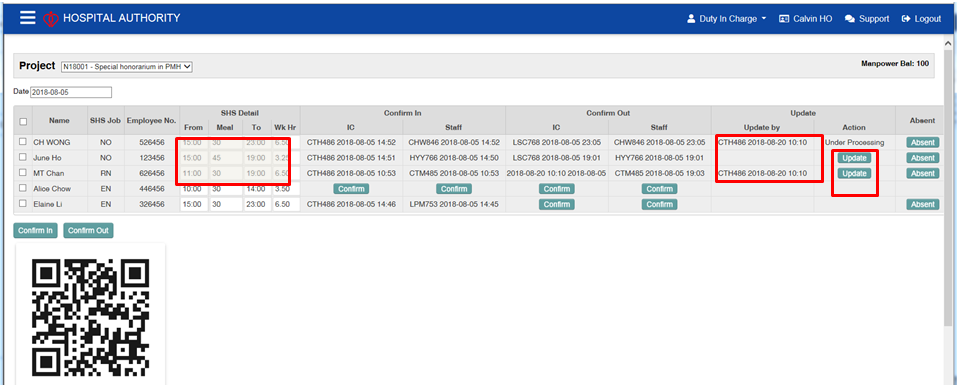 HOSPITAL AUTHORITY Duty In Charge Calvin HO Support Logout
Project N18001 - Special honorarium in PMH Manpower Bal: 100
Date 2018-08-05
SHS Detail Confirm In Confirm Out Update
Name SHS Job Employee No. From Meal To Wk Hr IC Staff IC Staff Update by Action Absent
CH WONG NO 526456 15:00 30 23:00 6.50 CTH486 2018-08-05 14:52 CHW846 2018-08-05 14:52 LSC768 2018-08-05 23:05 CHW846 2018-08-05 23:05 CTH486 2018-08-20 10:10 Under Processing Absent
June Ho NO 123456 15:00 45 19:00 3.25 CTH486 2018-08-05 14:51 HYY766 2018-08-05 14:50 LSC768 2018-08-05 19:01 HYY766 2018-08-05 19:01 Update Absent
MT Chan RN 626456 11:00 30 19:00 6.50 CTH486 2018-08-05 10:53 CTM485 2018-08-05 10:53 2018-08-20 10:10 2018-08-05 CTM485 2018-08-05 19:03 CTH486 2018-08-20 10:10 Update Absent
Alice Chow EN 446456 10:00 30 14:00 3.50 Confirm Confirm Confirm Confirm
Elaine Li EN 326456 15:00 30 23:00 6.50 CTH486 2018-08-05 14:46 LPM753 2018-08-05 14:45 Confirm Confirm Absent
Confirm In Confirm Out